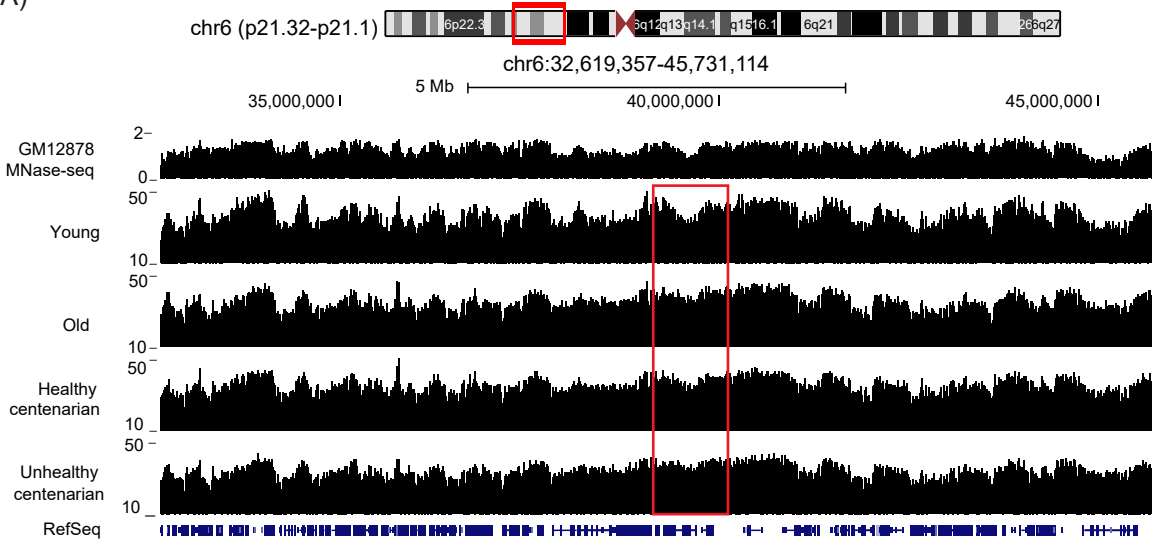 A)
chr6 (p21.32-p21.1) 6p22.3 6q12 q13 q14.1 q15 16.1 6q21 26 6q27
chr6:32,619,357-45,731,114
5 Mb
35,000,000 40,000,000 45,000,000
GM12878
MNase-seq
2
0
Young
50
10
Old
50
10
Healthy
centenarian
50
10
Unhealthy
centenarian
50
10
RefSeq